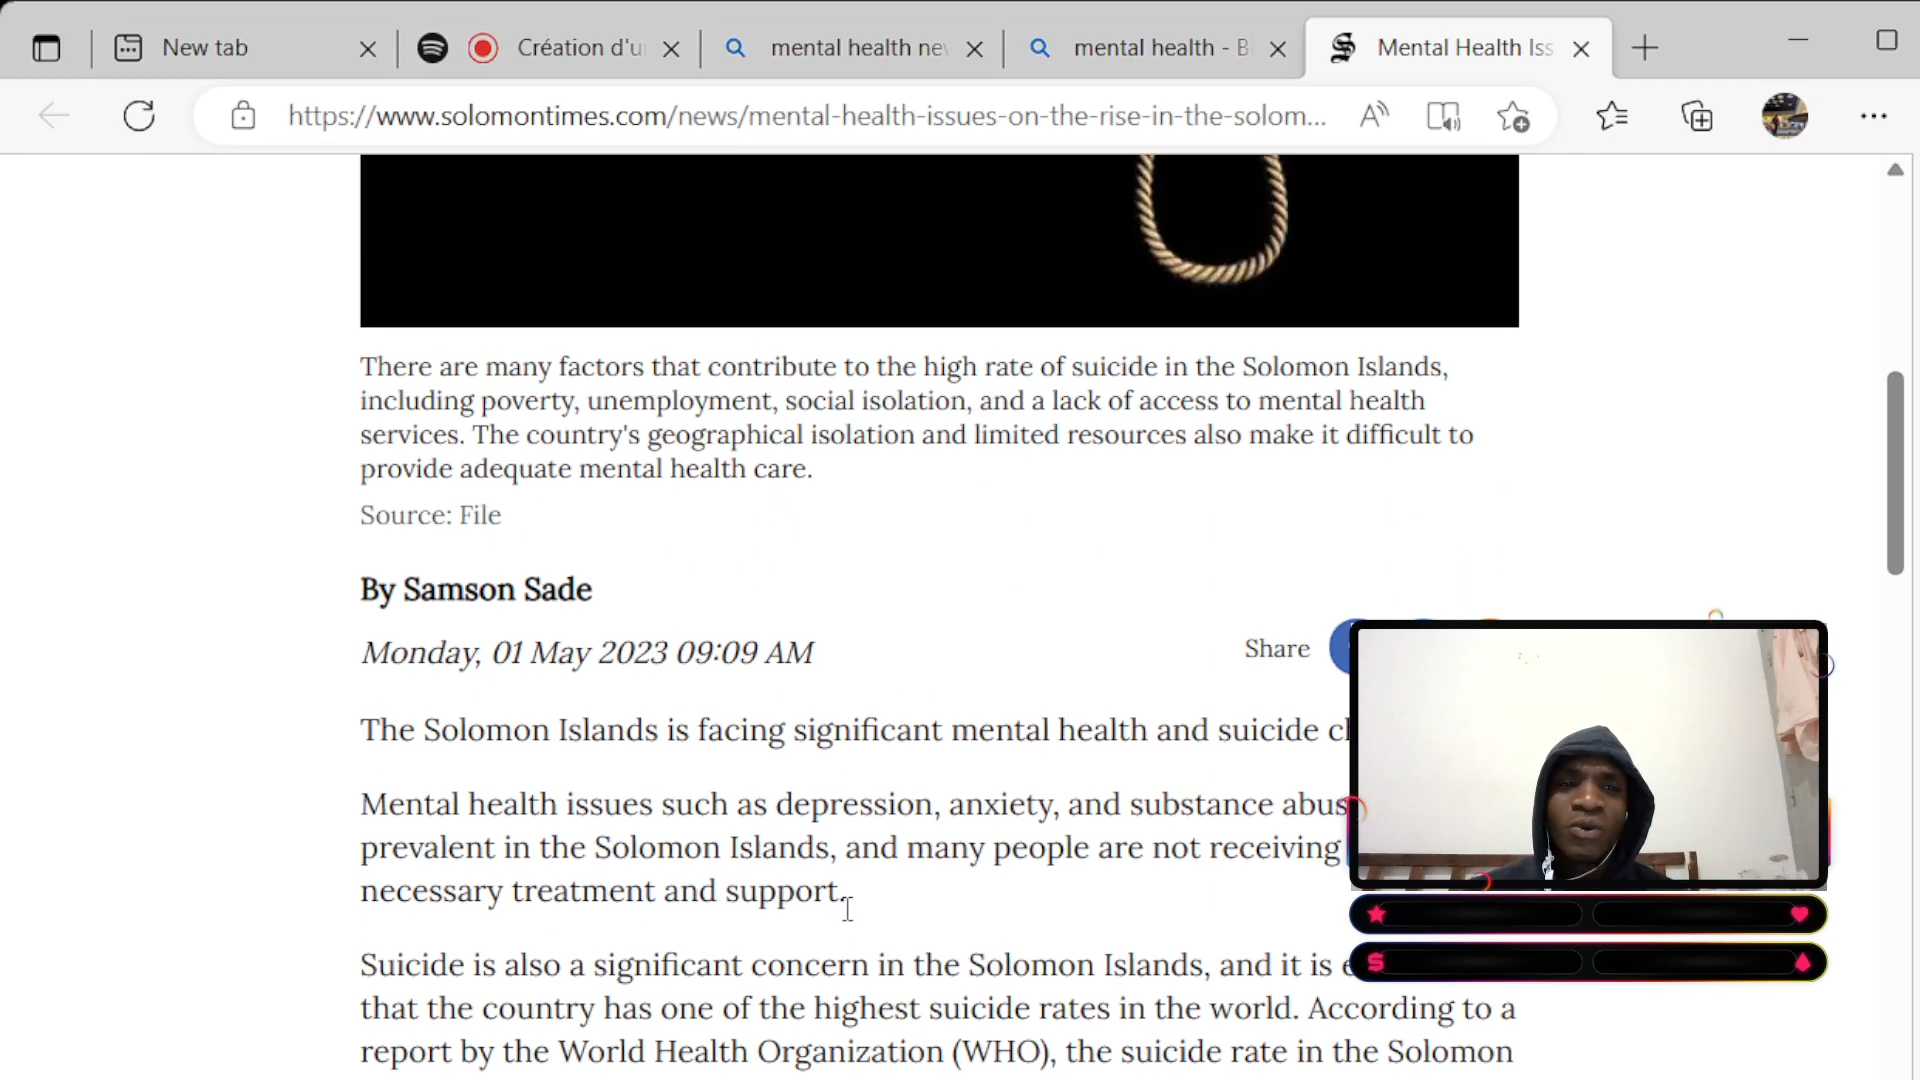 New tab
Création d'u
mental health ne
mental health - B
Mental Health Iss
https://www.solomontimes.com/news/mental-health-issues-on-the-rise-in-the-solom...
There are many factors that contribute to the high rate of suicide in the Solomon Islands,
including poverty, unemployment, social isolation, and a lack of access to mental health
services. The country's geographical isolation and limited resources also make it difficult to
provide adequate mental health care.
Source: File
By Samson Sade
Monday, 01 May 2023 09:09 AM
Share
The Solomon Islands is facing significant mental health and suicide
Mental health issues such as depression, anxiety, and substance abus
prevalent in the Solomon Islands, and many people are not receiving
necessary treatment and support.
Suicide is also a significant concern in the Solomon Islands, and it is
that the country has one of the highest suicide rates in the world. According to a
report by the World Health Organization (WHO), the suicide rate in the Solomon